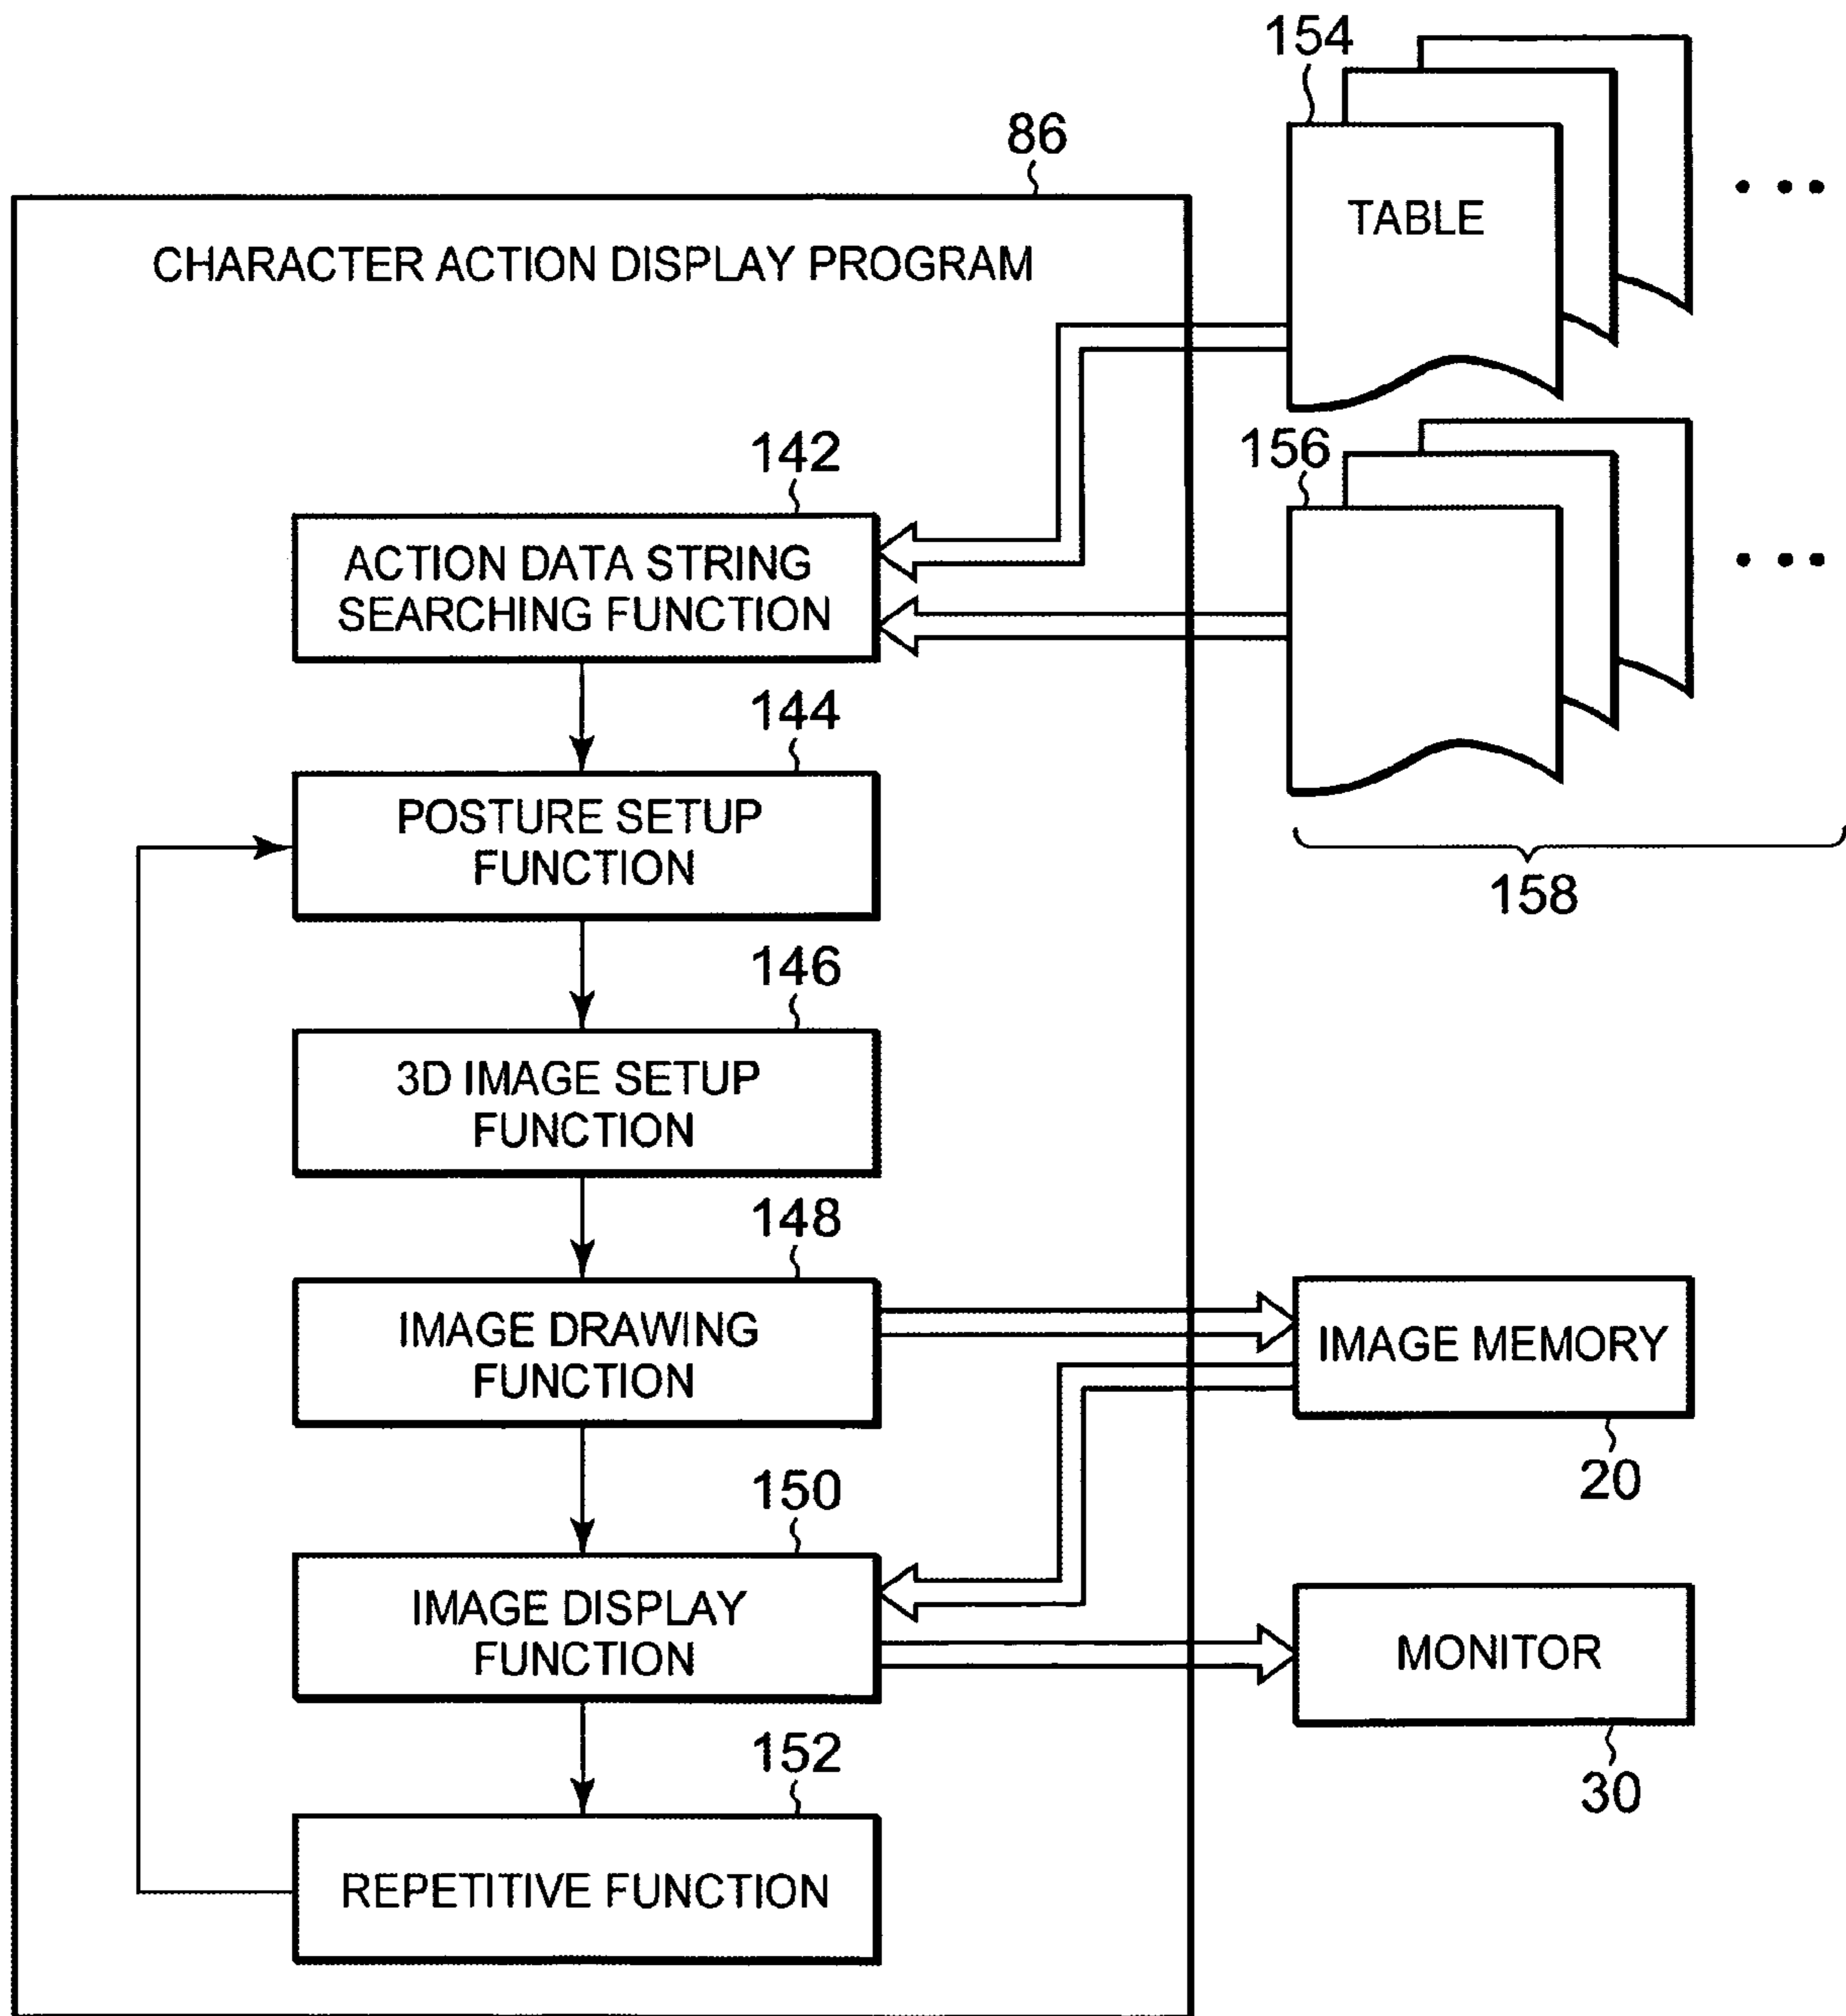 154
86
TABLE
CHARACTER ACTION DISPLAY PROGRAM
142
156
ACTION DATA STRING
SEARCHING FUNCTION
144
POSTURE SETUP
FUNCTION
158
146
3D IMAGE SETUP
FUNCTION
148
IMAGE DRAWING
FUNCTION
IMAGE MEMORY
20
150
IMAGE DISPLAY
FUNCTION
MONITOR
30
152
REPETITIVE FUNCTION